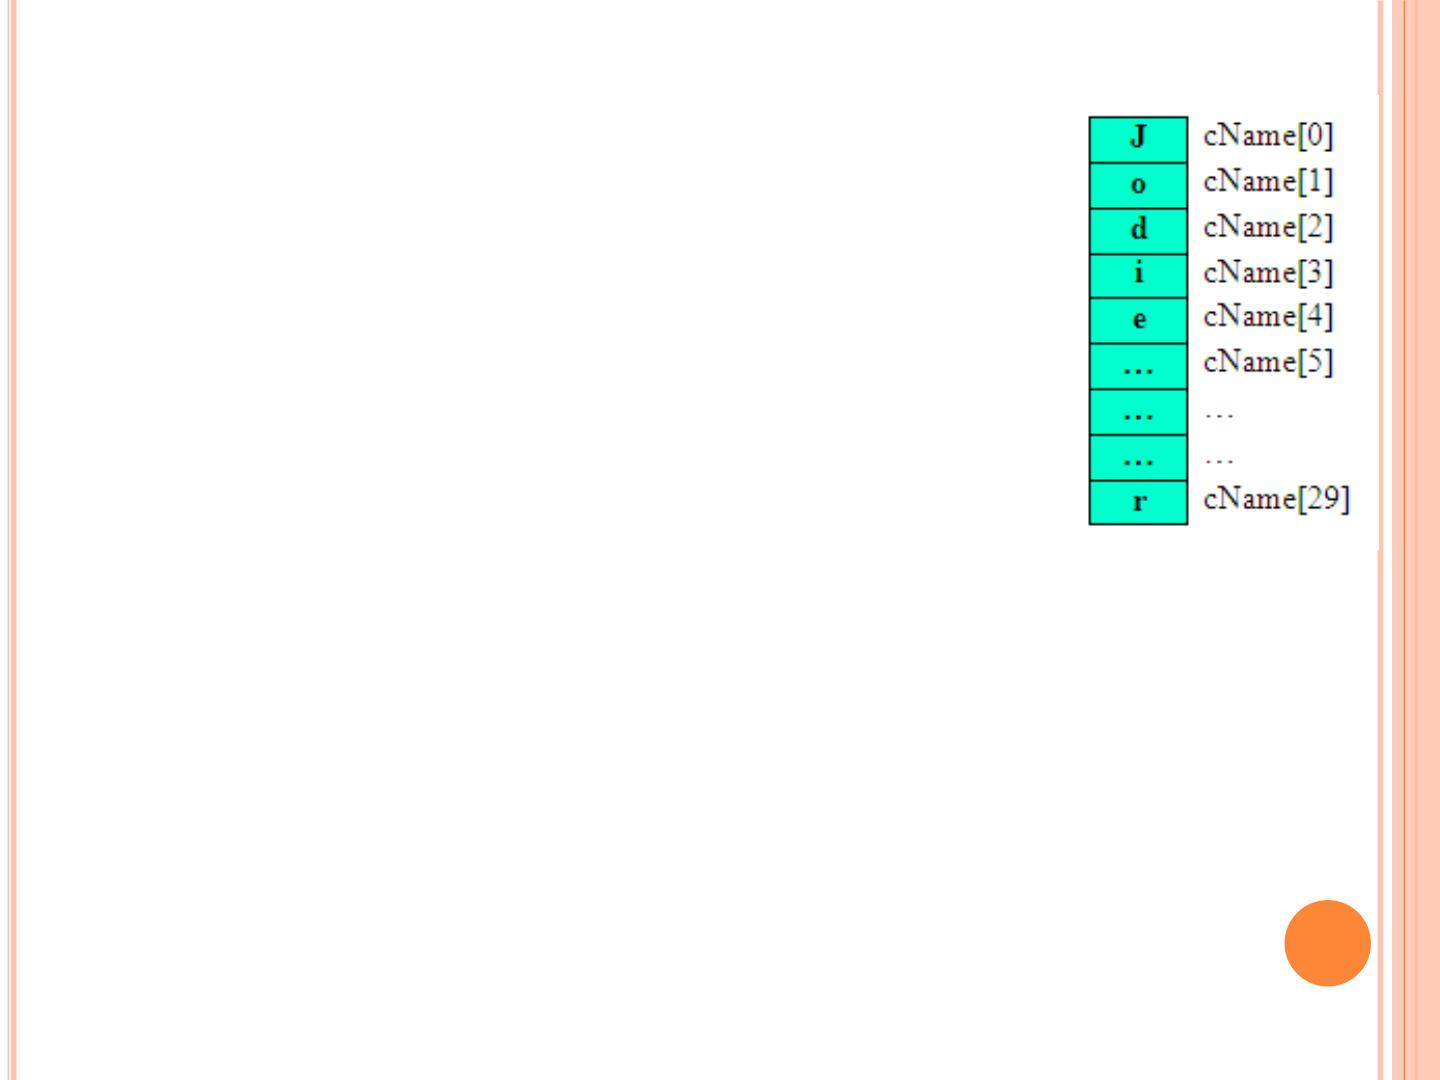 J cName[0]
o cName[1]
d cName[2]
i cName[3]
e cName[4]
... cName[5]
... ...
... ...
r cName[29]